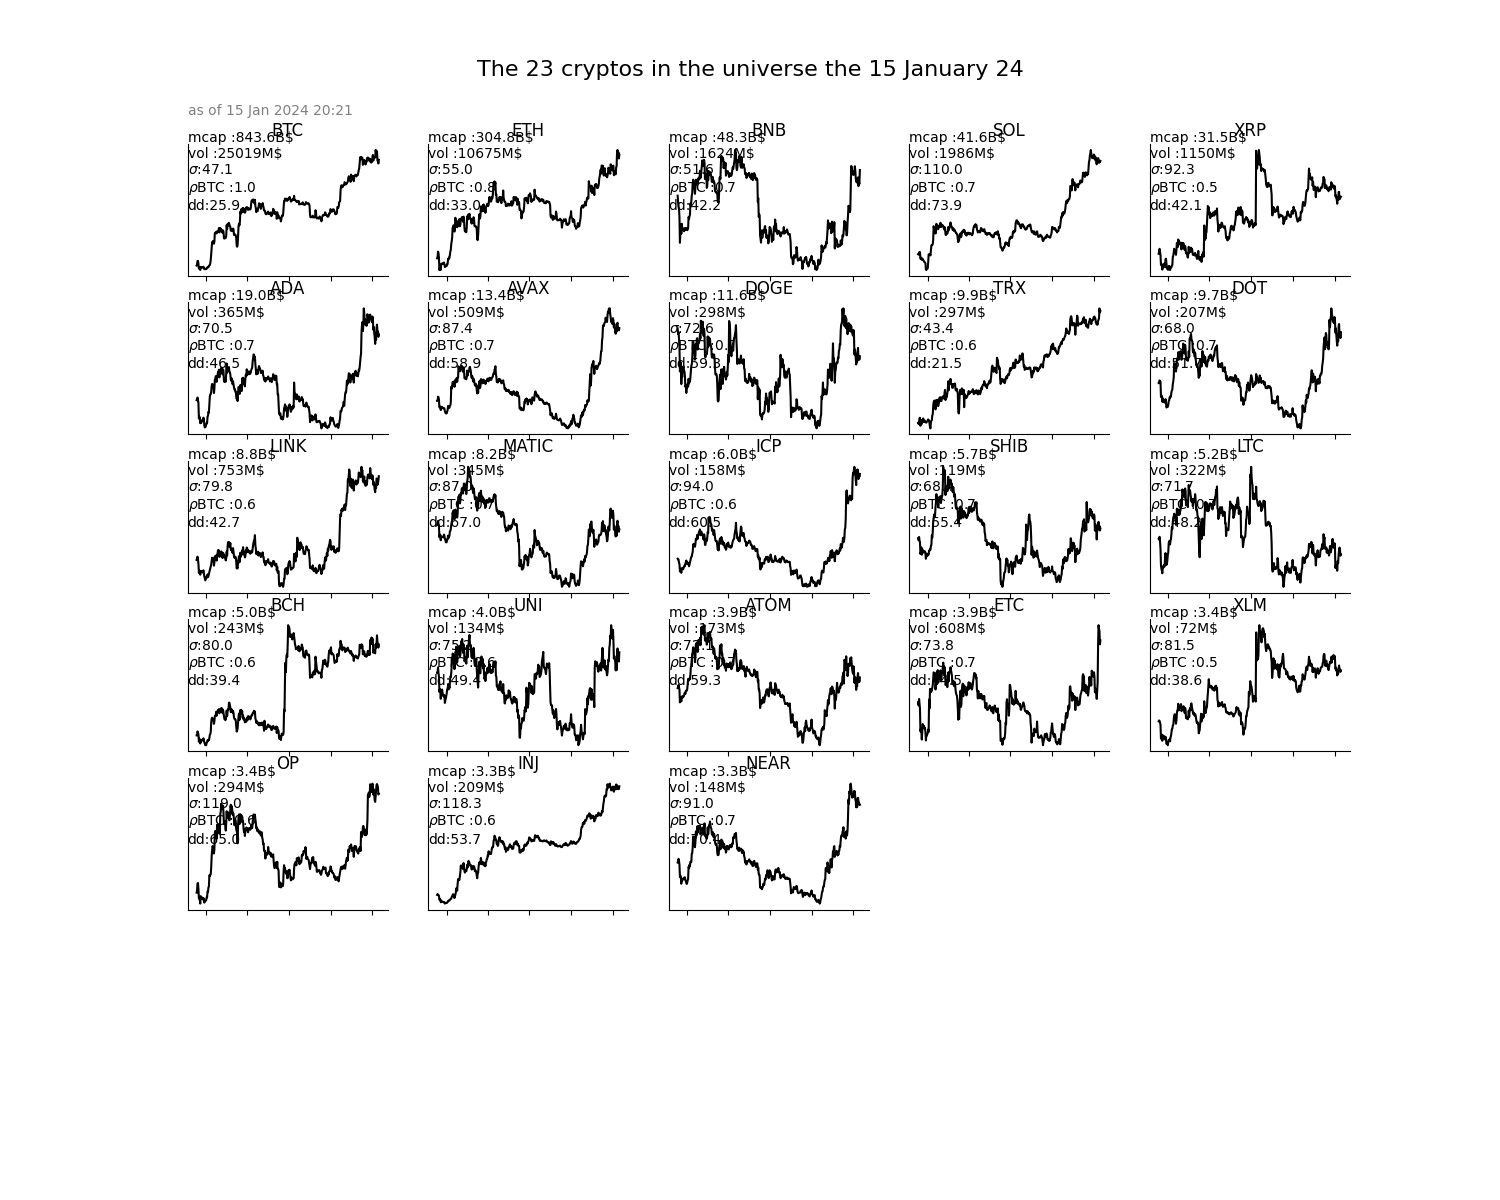 The 23 cryptos in the universe the 15 January 24
as of 15 Jan 2024 20:21
BTC
mcap :843.6B$
vol :25019M$
σ:47.1
ρBTC :1.0
dd:25.9
ETH
mcap :304.8B$
vol :10675M$
σ:55.0
ρBTC :0.8
dd:33.0
BNB
mcap :48.3B$
vol :1624M$
σ:51.6
ρBTC :0.7
dd:42.2
SOL
mcap :41.6B$
vol :1986M$
σ:110.0
ρBTC :0.7
dd:73.9
XRP
mcap :31.5B$
vol :1150M$
σ:92.3
ρBTC :0.5
dd:42.1
ADA
mcap :19.0B$
vol :365M$
σ:70.5
ρBTC :0.7
dd:46.5
AVAX
mcap :13.4B$
vol :509M$
σ:87.4
ρBTC :0.7
dd:58.9
DOGE
mcap :11.6B$
vol :298M$
σ:72.6
ρBTC
dd:59.3
TRX
mcap :9.9B$
vol :297M$
σ:43.4
ρBTC :0.6
dd:21.5
DOT
mcap :9.7B$
vol :207M$
σ:68.0
ρBTC :0.7
LINK
mcap :8.8B$
vol :753M$
σ:79.8
ρBTC :0.6
dd:42.7
MATIC
mcap :8.2B$
vol :345M$
ρBTC
dd:67.0
ICP
mcap :6.0B$
vol :158M$
σ:94.0
ρBTC :0.6
dd:60.5
SHIB
mcap :5.7B$
vol :119M$
ρBTC :0.7
dd:55.4
LTC
mcap :5.2B$
vol :322M$
σ:71.7
ρBTC :0.7
dd:48.2
BCH
mcap :5.0B$
vol :243M$
σ:80.0
ρBTC :0.6
dd:39.4
UNI
mcap :4.0B$
vol :134M$
ρBTC :0.6
dd:49.4
ATOM
mcap :3.9B$
vol :173M$
ρBTC :0.7
dd:59.3
ETC
mcap :3.9B$
vol :608M$
σ:73.8
ρBTC :0.7
XLM
mcap :3.4B$
vol :72M$
σ:81.5
ρBTC :0.5
dd:38.6
OP
mcap :3.4B$
vol :294M$
σ:119.0
ρBTC :0.6
dd:65.0
INJ
mcap :3.3B$
vol :209M$
σ:118.3
ρBTC :0.6
dd:53.7
NEAR
mcap :3.3B$
vol :148M$
σ:91.0
ρBTC :0.7
dd:70.4